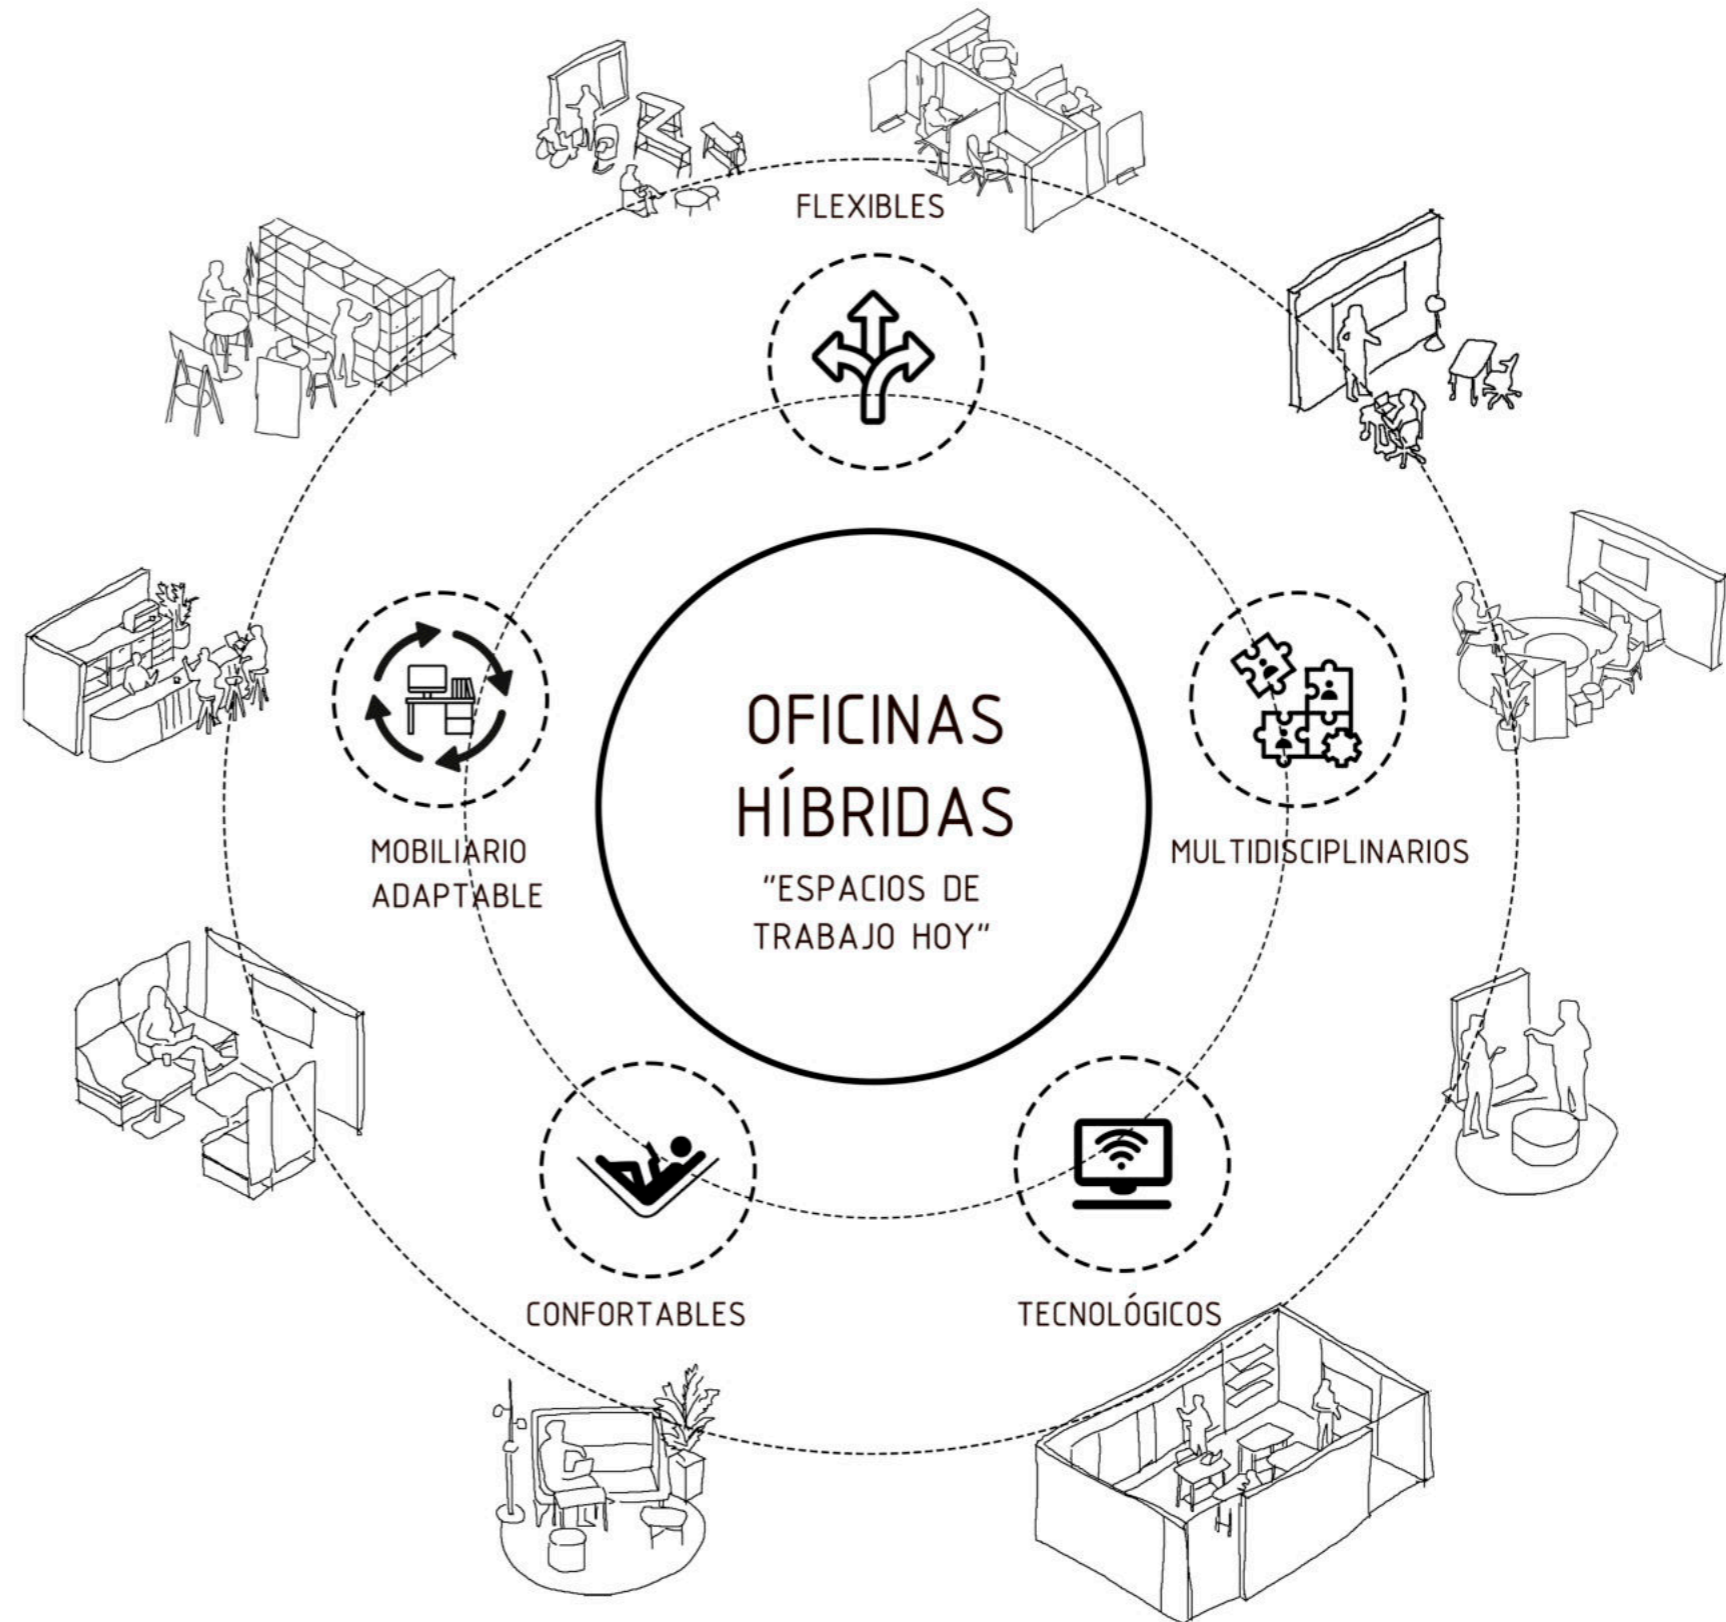 FLEXIBLES
OFICINAS
HÍBRIDAS
"ESPACIOS DE
TRABAJO HOY"
MOBILIARIO
ADAPTABLE
MULTIDISCIPLINARIOS
CONFORTABLES
TECNOLÓGICOS